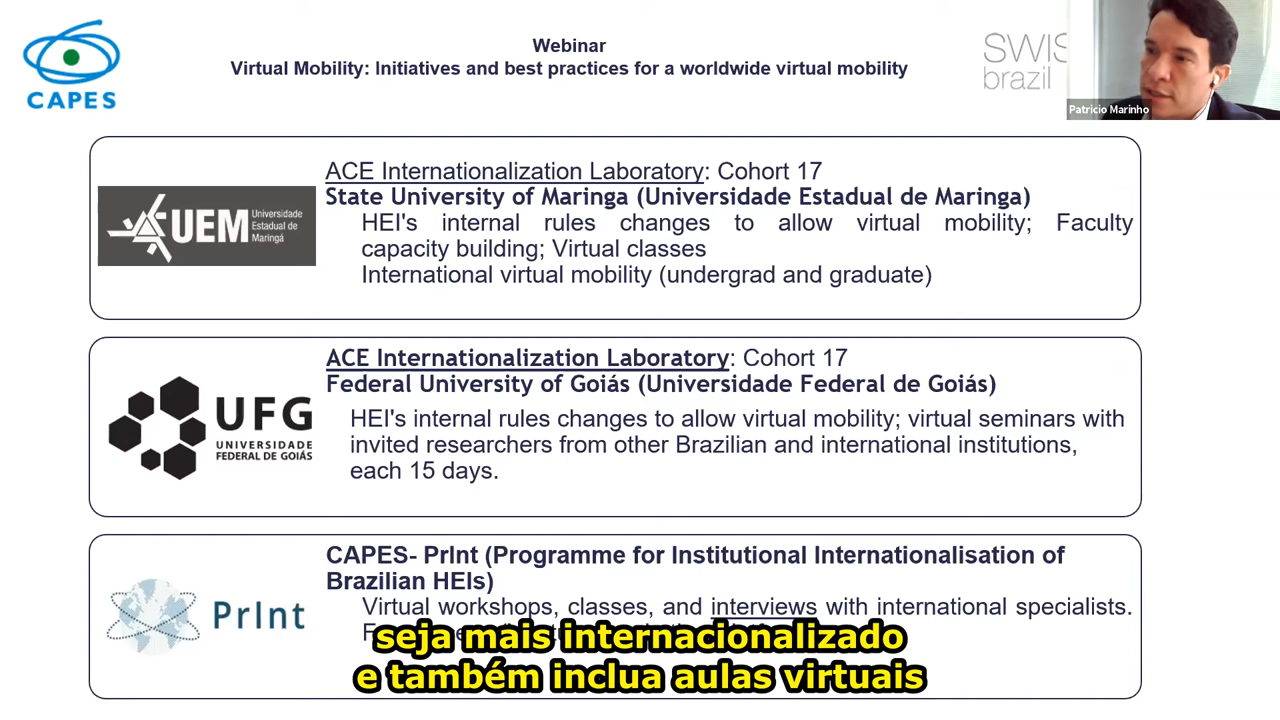 CAPES
Webinar
Virtual Mobility: Initiatives and best practices for a worldwide virtual mobility
brazil
Patricio Marinho
UEM
Universidade
Estadual de
Maringá
ACE Internationalization Laboratory: Cohort 17
State University of Maringa (Universidade Estadual de Maringa)
HEI's internal rules changes to allow virtual mobility; Faculty
capacity building; Virtual classes
International virtual mobility (undergrad and graduate)
UFG
UNIVERSIDADE
FEDERAL DE GOIÁS
ACE Internationalization Laboratory: Cohort 17
Federal University of Goiás (Universidade Federal de Goiás)
HEI's internal rules changes to allow virtual mobility; virtual seminars with
invited researchers from other Brazilian and international institutions,
each 15 days.
PrInt
CAPES- PrInt (Programme for Institutional Internationalisation of
Brazilian HEIs)
Virtual workshops, classes, and interviews with international specialists.
seja mais internacionalizado
e também inclua aulas virtuais